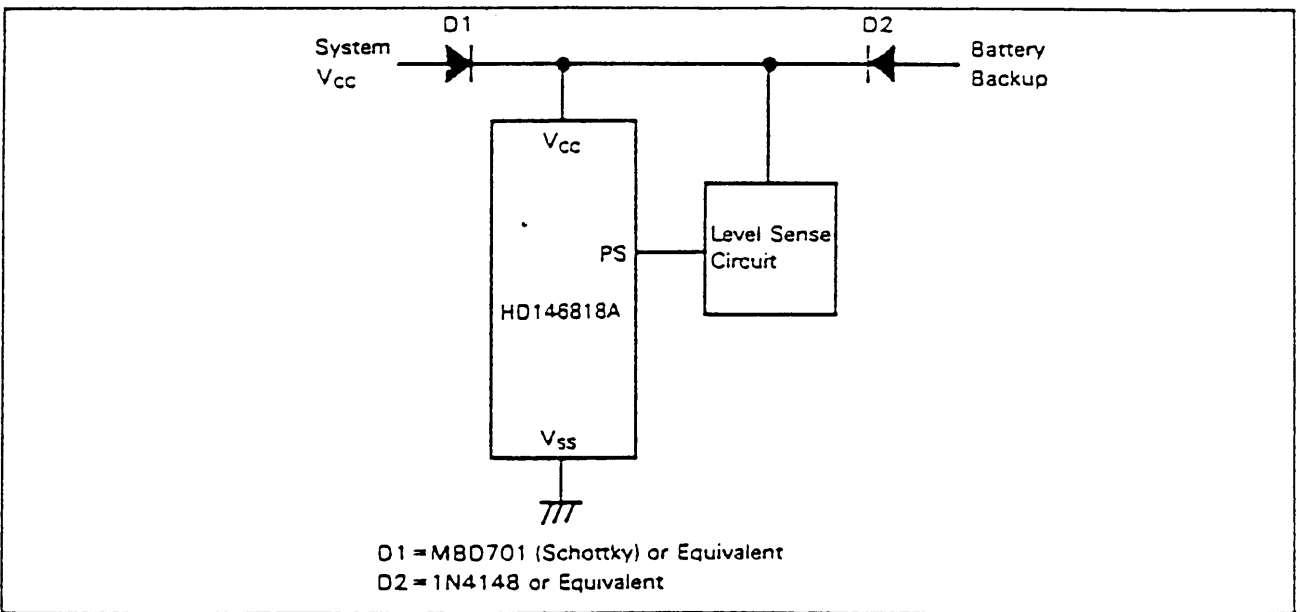 D1
D2
System
VCC
Battery
Backup
VCC
PS
Level Sense
Circuit
HD146818A
VSS
D1=MBD701 (Schottky) or Equivalent
D2=1N4148 or Equivalent